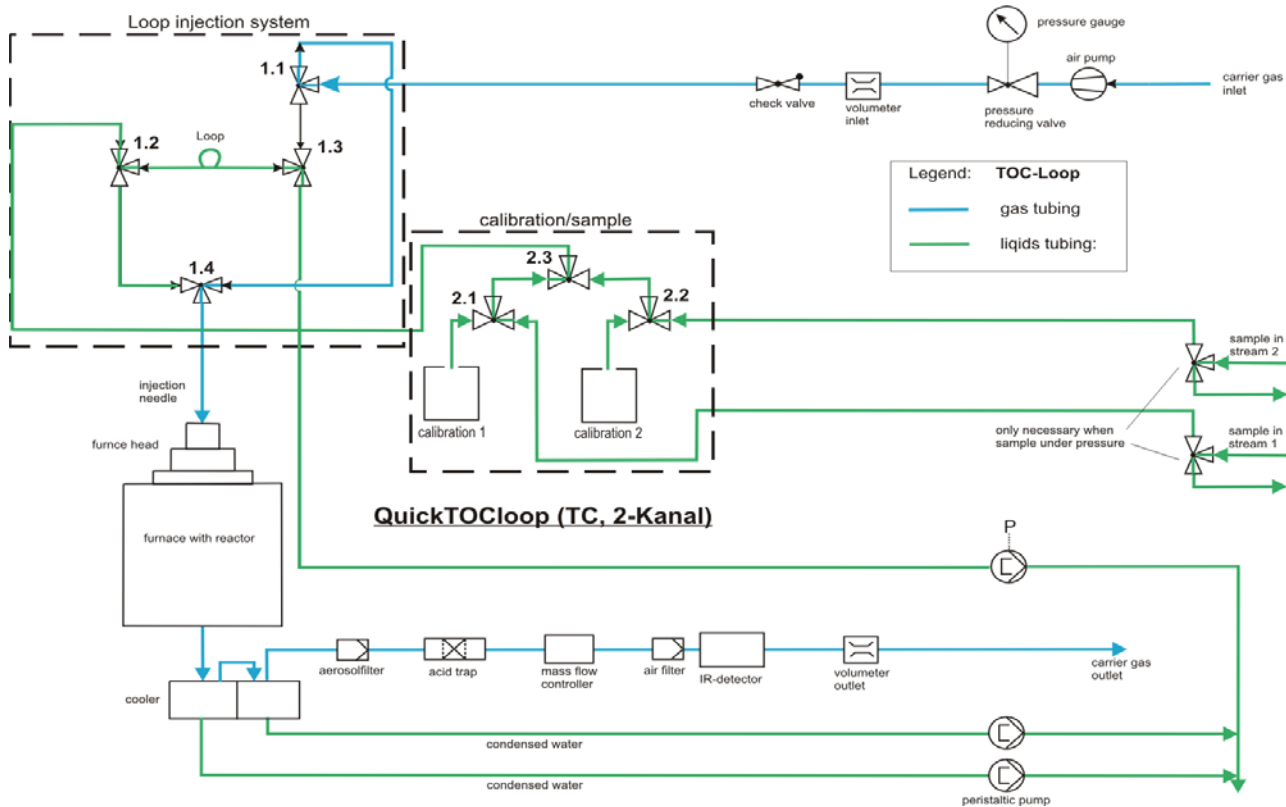 Loop injection system
pressure gauge
air pump
carrier gas
inlet
1.1
check valve
volumeter
inlet
pressure
reducing valve
1.2
Loop
1.3
Legend: TOC-Loop
gas tubing
liqids tubing:
calibration/sample
2.3
1.4
2.1
2.2
sample in
stream 2
injection
needle
calibration 1
calibration 2
only necessary when
sample under pressure
sample in
stream 1
furnce head
QuickTOCloop (TC, 2-Kanal)
furnace with reactor
P
aerosolfilter
acid trap
mass flow
controller
air filter
IR-detector
volumeter
outlet
carrier gas
outlet
cooler
condensed water
condensed water
peristaltic pump